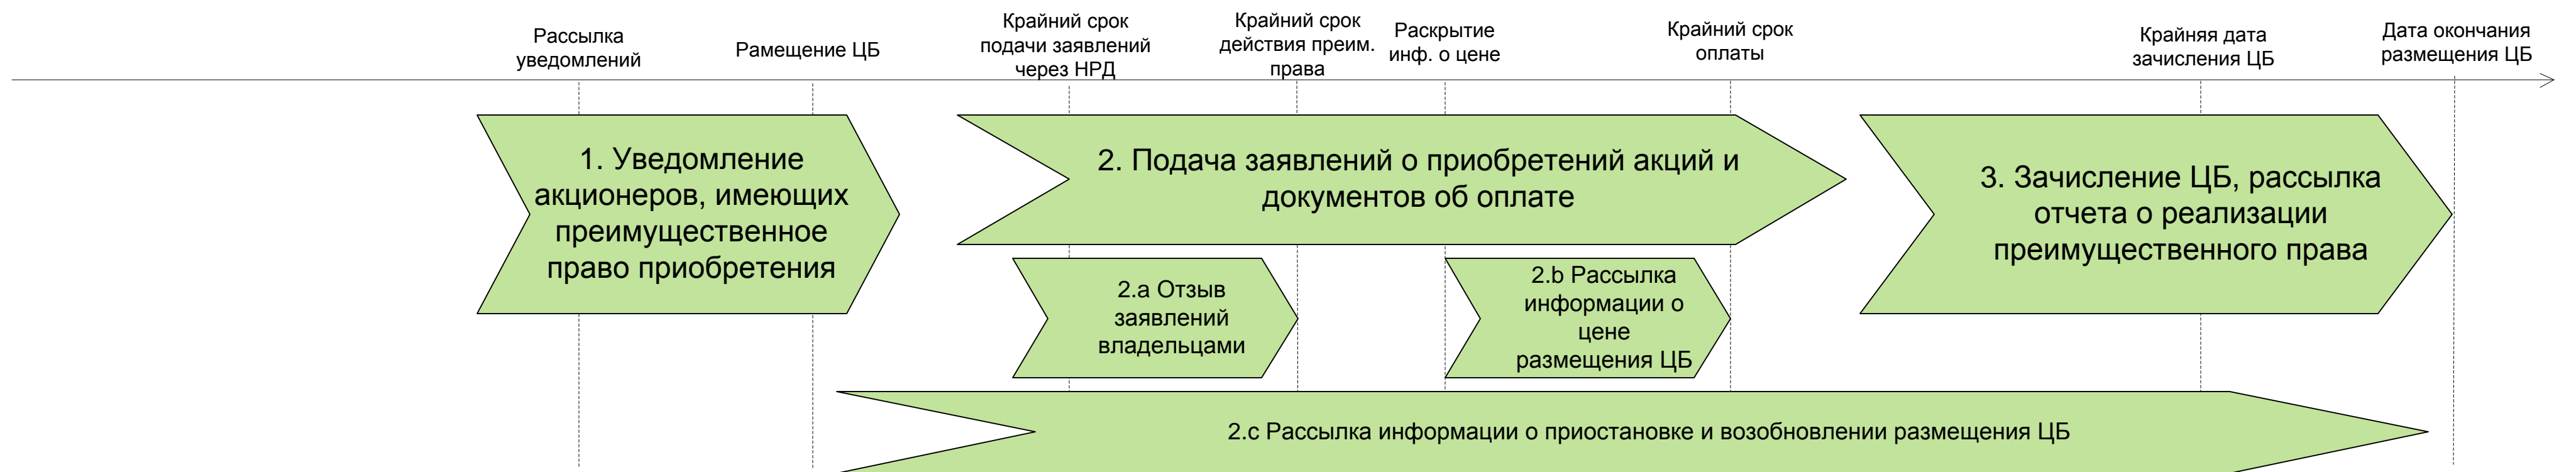 Рассылка
уведомлений
Рамещение ЦБ
Крайний срок
подачи заявлений
через НРД
Крайний срок
действия преим.
права
Раскрытие
инф. о цене
Крайний срок
оплаты
Крайняя дата
зачисления ЦБ
Дата окончания
размещения ЦБ
1. Уведомление
акционеров, имеющих
преимущественное
право приобретения
2. Подача заявлений о приобретений акций и
документов об оплате
3. Зачисление ЦБ, рассылка
отчета о реализации
преимущественного права
2.a Отзыв
заявлений
владельцами
2.b Рассылка
информации о
цене
размещения ЦБ
2.c Рассылка информации о приостановке и возобновлении размещения ЦБ